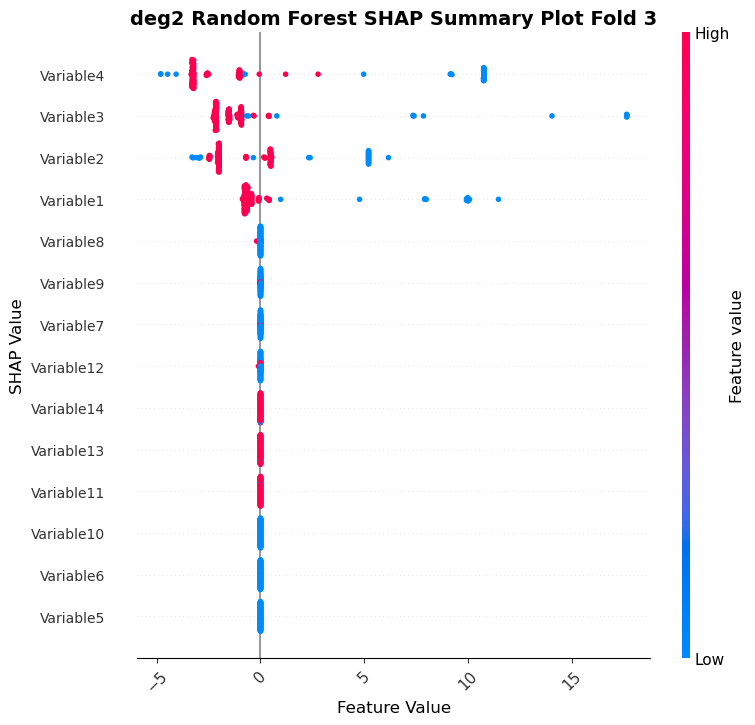 deg2 Random Forest SHAP Summary Plot Fold 3
High
Variable4
Variable3
Variable2
Variable1
Variable8
Variable9
Variable7
Variable12
Variable14
Variable13
Variable11
Variable10
Variable6
Variable5
SHAP Value
Feature value
Low
−5
0
5
10
15
Feature Value